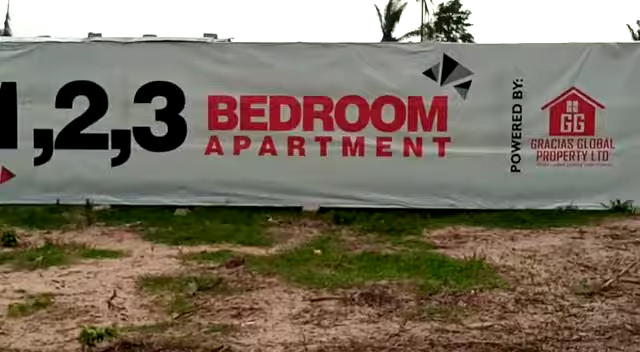 1,2,3
BEDROOM
APARTMENT
POWERED BY:
GG
GRACIAS GLOBAL
PROPERTY LTD